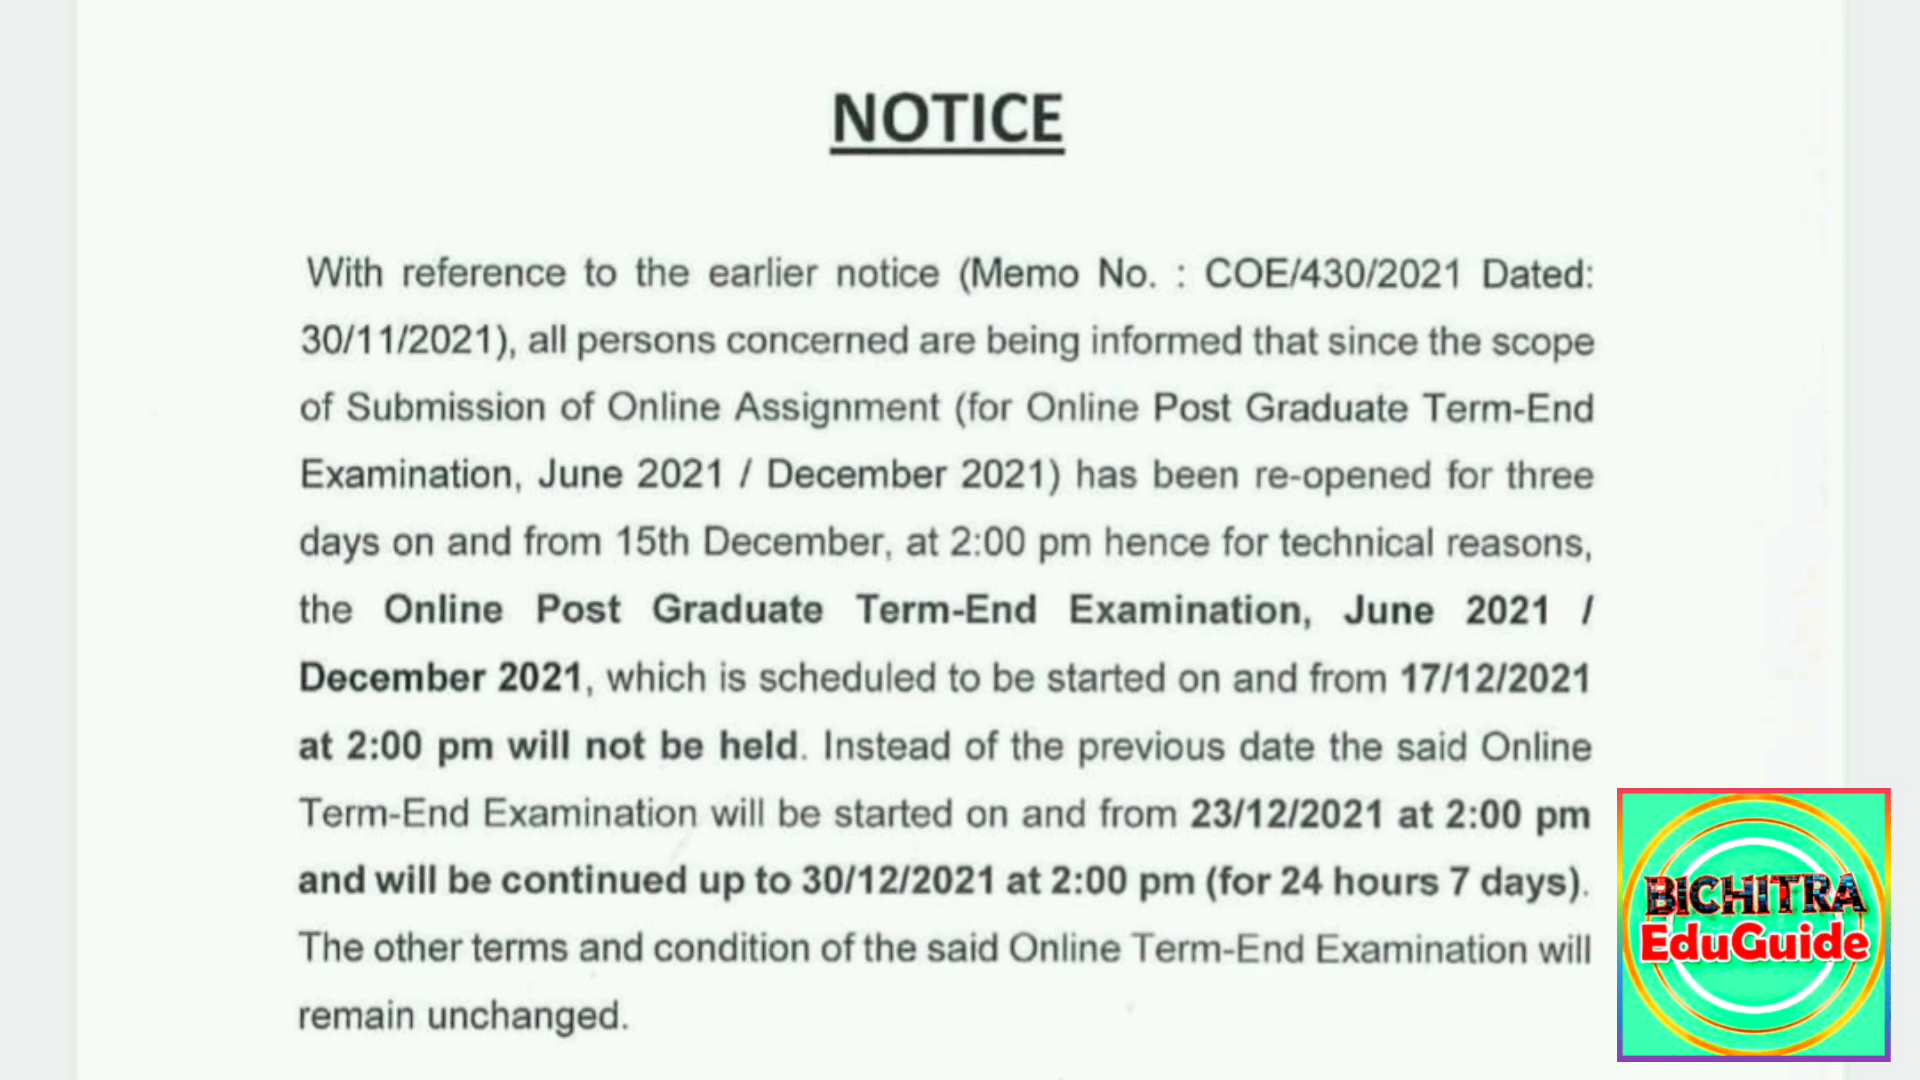 NOTICE
With reference to the earlier notice (Memo No. : COE/430/2021 Dated:
30/11/2021), all persons concerned are being informed that since the scope
of Submission of Online Assignment (for Online Post Graduate Term-End
Examination, June 2021 / December 2021) has been re-opened for three
days on and from 15th December, at 2:00 pm hence for technical reasons,
the Online Post Graduate Term-End Examination, June 2021 /
December 2021, which is scheduled to be started on and from 17/12/2021
at 2:00 pm will not be held. Instead of the previous date the said Online
Term-End Examination will be started on and from 23/12/2021 at 2:00 pm
and will be continued up to 30/12/2021 at 2:00 pm (for 24 hours 7 days).
The other terms and condition of the said Online Term-End Examination will
remain unchanged.
BICHITRA
EduGuide